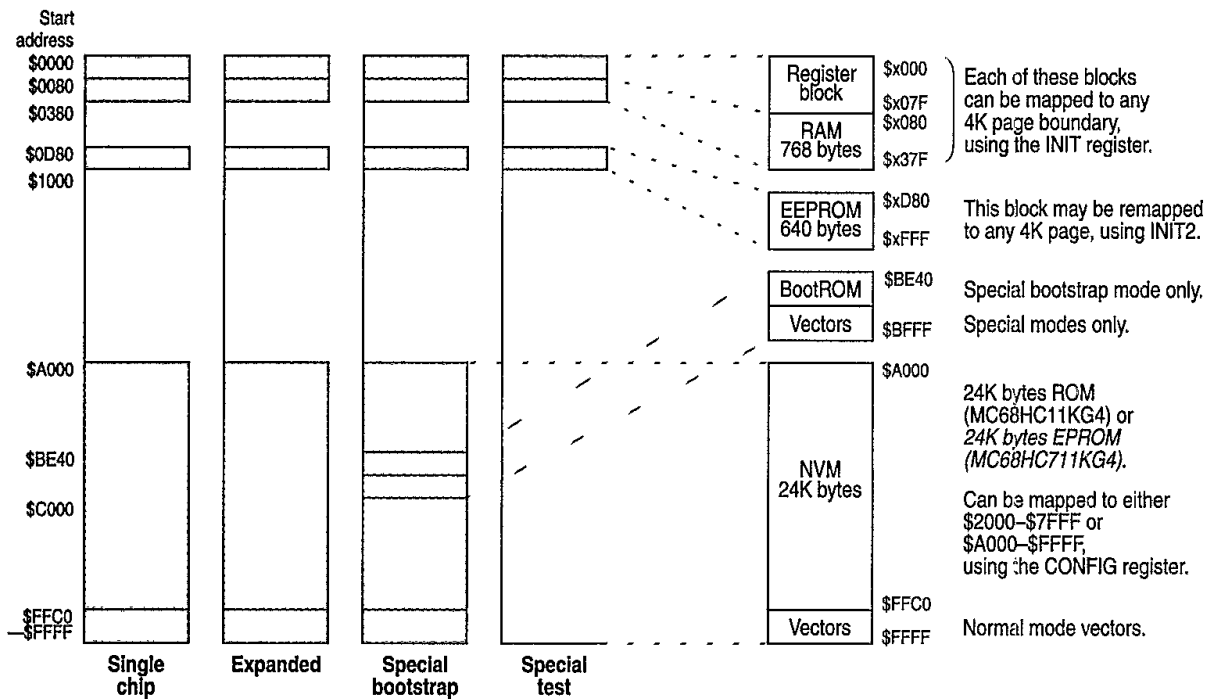 Start
address
$0000
$0080
$0380
$0D80
$1000
$A000
$BE40
$C000
$FFC0
—$FFFF
Single
chip
Expanded
Special
bootstrap
Special
test
Register
block
$x000
$x07F
RAM
768 bytes
$x080
$x37F
Each of these blocks
can be mapped to any
4K page boundary,
using the INIT register.
EEPROM
640 bytes
$xD80
$xFFF
This block may be remapped
to any 4K page, using INIT2.
BootROM
$BE40
Special bootstrap mode only.
Vectors
$BFFF
Special modes only.
$A000
NVM
24K bytes
24K bytes ROM
(MC68HC11KG4) or
24K bytes EPROM
(MC68HC711KG4).
Can be mapped to either
$2000–$7FFF or
$A000–$FFFF,
using the CONFIG register.
$FFC0
Vectors
$FFFF
Normal mode vectors.